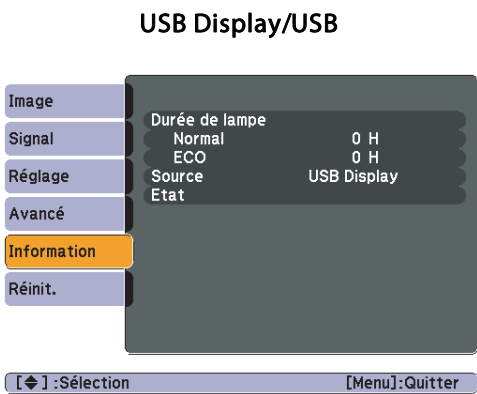 USB Display/USB
Image
Signal
Réglage
Avancé
Information
Réinit.
Durée de lampe
Normal 0 H
ECO 0 H
Source USB Display
Etat
[◆] :Sélection [Menu]:Quitter